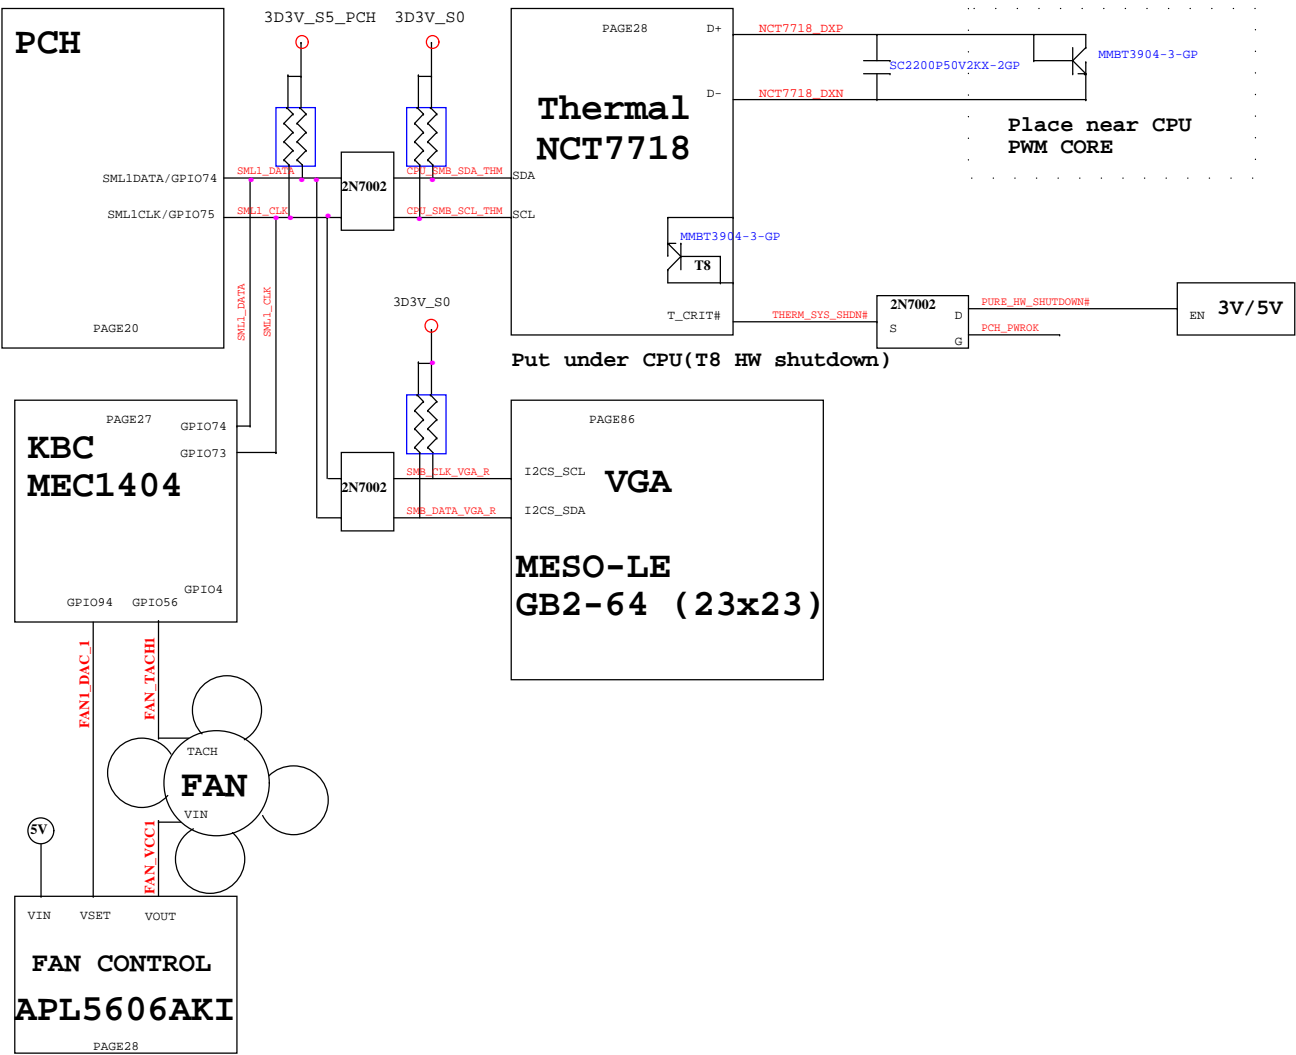 3D3V_S5_PCH
3D3V_S0
PCH
SML1DATA/GPIO74
SML1CLK/GPIO75
PAGE20
SML1_DATA
SML1_CLK
SML1_DATA
SML1_CLK
2N7002
CPU_SMB_SDA_THM
CPU_SMB_SCL_THM
PAGE28
D+
D-
Thermal
NCT7718
SDA
SCL
MMBT3904-3-GP
T8
T_CRIT#
NCT7718_DXP
SC2200P50V2KX-2GP
NCT7718_DXN
MMBT3904-3-GP
Place near CPU
PWM CORE
THERM_SYS_SHDN#
2N7002
S
D
G
PURE_HW_SHUTDOWN#
PCH_PWROK
EN
3V/5V
Put under CPU(T8 HW shutdown)
3D3V_S0
PAGE27
GPIO74
GPIO73
KBC
MEC1404
GPIO4
GPIO94
GPIO56
2N7002
SMB_CLK_VGA_R
SMB_DATA_VGA_R
PAGE86
I2CS_SCL
VGA
I2CS_SDA
MESO-LE
GB2-64 (23x23)
FAN1_DAC_1
FAN_TACH1
TACH
FAN
VIN
5V
FAN_VCC1
VIN
VSET
VOUT
FAN CONTROL
APL5606AKI
PAGE28